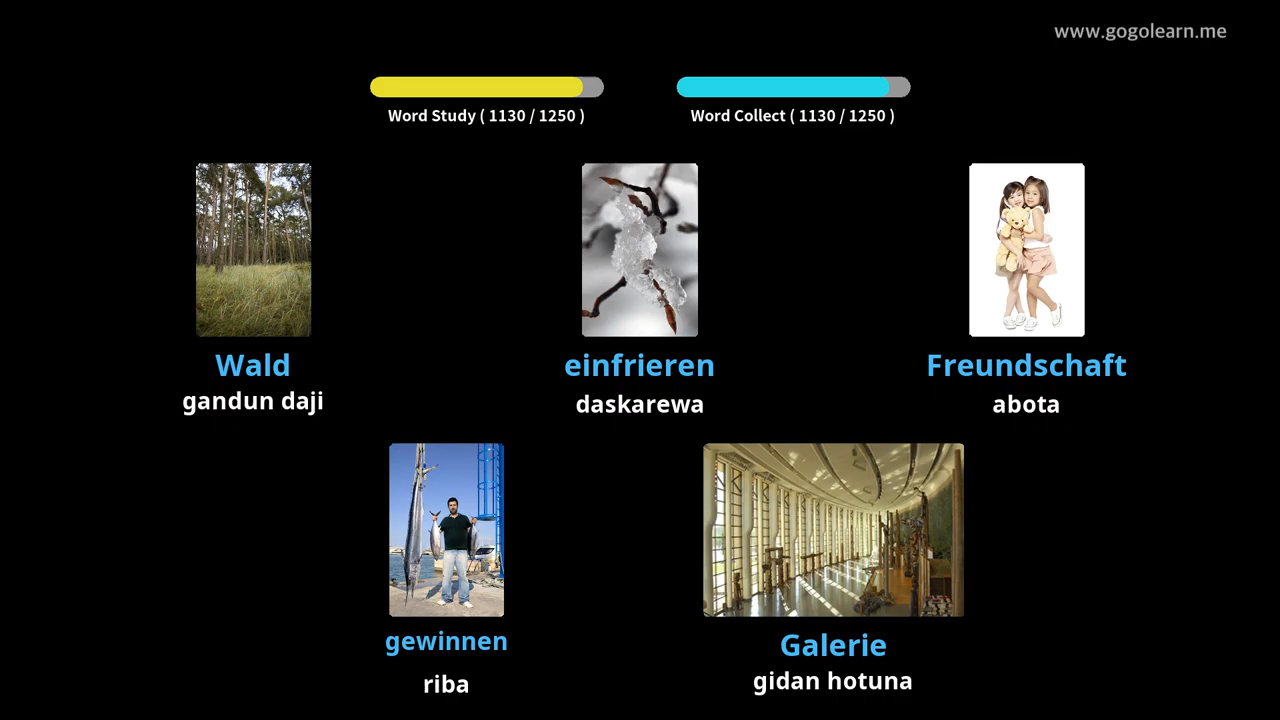 www.gogolearn.me
Word Study ( 1130 / 1250 )
Word Collect ( 1130 / 1250 )
Wald
gandun daji
einfrieren
daskarewa
Freundschaft
abota
gewinnen
riba
Galerie
gidan hotuna